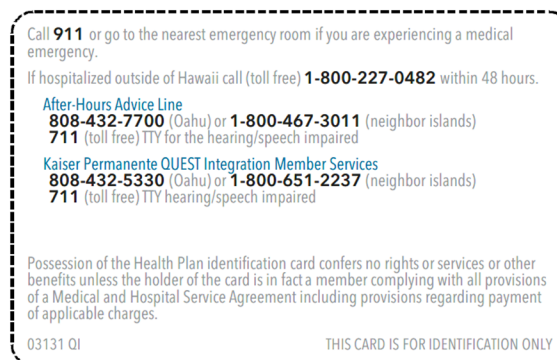 Call 911 or go to the nearest emergency room if you are experiencing a medical
emergency.
If hospitalized outside of Hawaii call (toll free) 1-800-227-0482 within 48 hours.
After-Hours Advice Line
808-432-7700 (Oahu) or 1-800-467-3011 (neighbor islands)
711 (toll free) TTY for the hearing/speech impaired
Kaiser Permanente QUEST Integration Member Services
808-432-5330 (Oahu) or 1-800-651-2237 (neighbor islands)
711 (toll free) TTY hearing/speech impaired
Possession of the Health Plan identification card confers no rights or services or other
benefits unless the holder of the card is in fact a member complying with all provisions
of a Medical and Hospital Service Agreement including provisions regarding payment
of applicable charges.
03131 QI THIS CARD IS FOR IDENTIFICATION ONLY